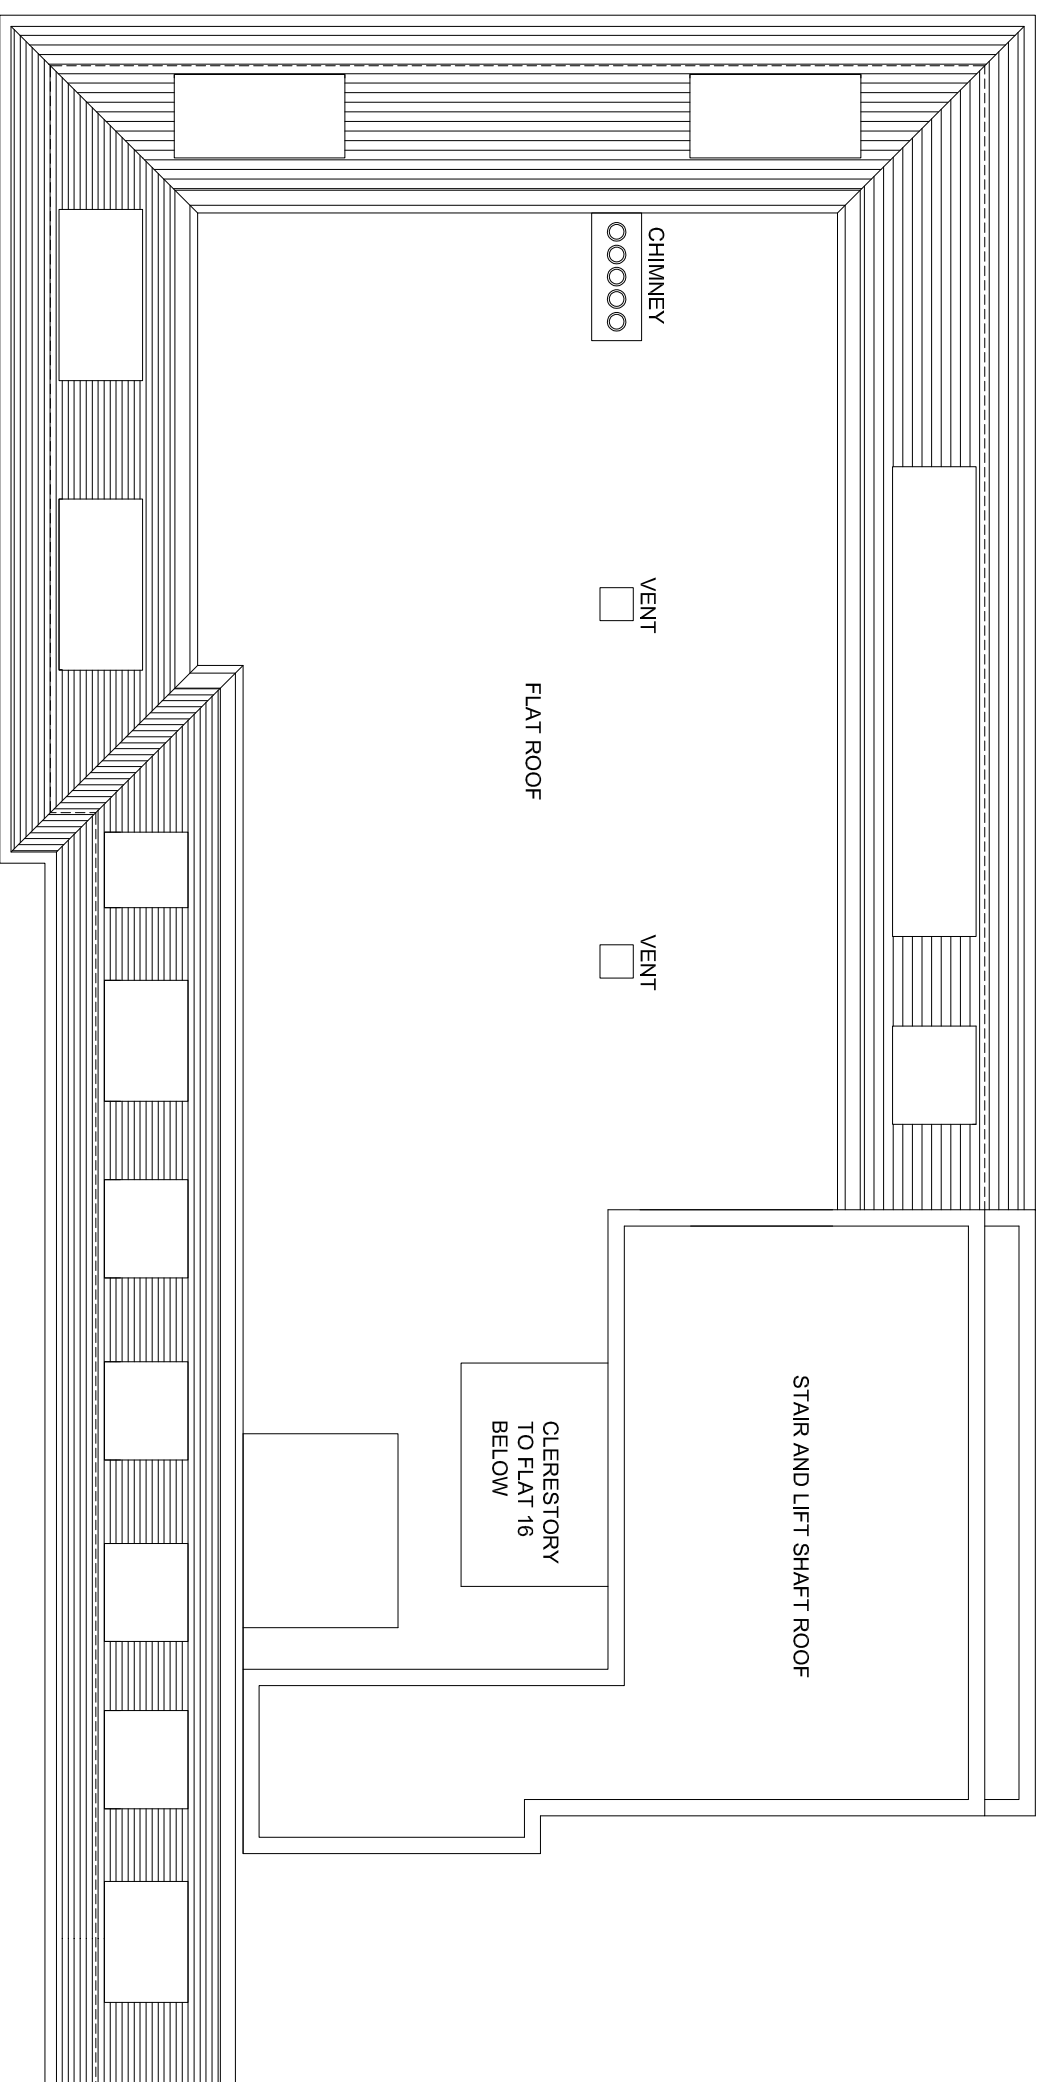 CHIMNEY
VENT
FLAT ROOF
VENT
STAIR AND LIFT SHAFT ROOF
CLERESTORY
TO FLAT 16
BELOW